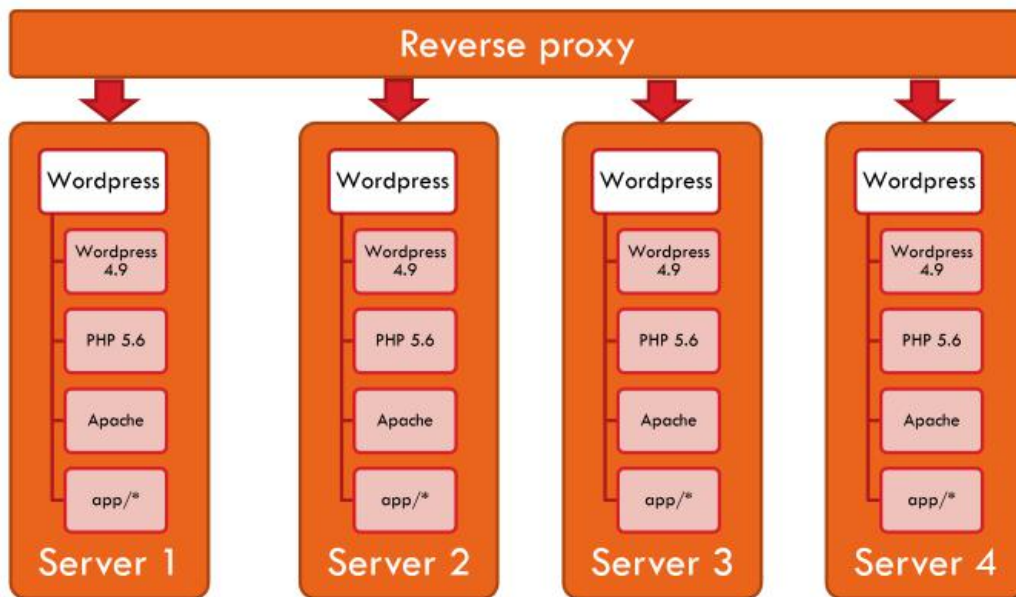 Reverse proxy
Wordpress
Wordpress
4.9
PHP 5.6
Apache
app/*
Server 1
Wordpress
Wordpress
4.9
PHP 5.6
Apache
app/*
Server 2
Wordpress
Wordpress
4.9
PHP 5.6
Apache
app/*
Server 3
Wordpress
Wordpress
4.9
PHP 5.6
Apache
app/*
Server 4